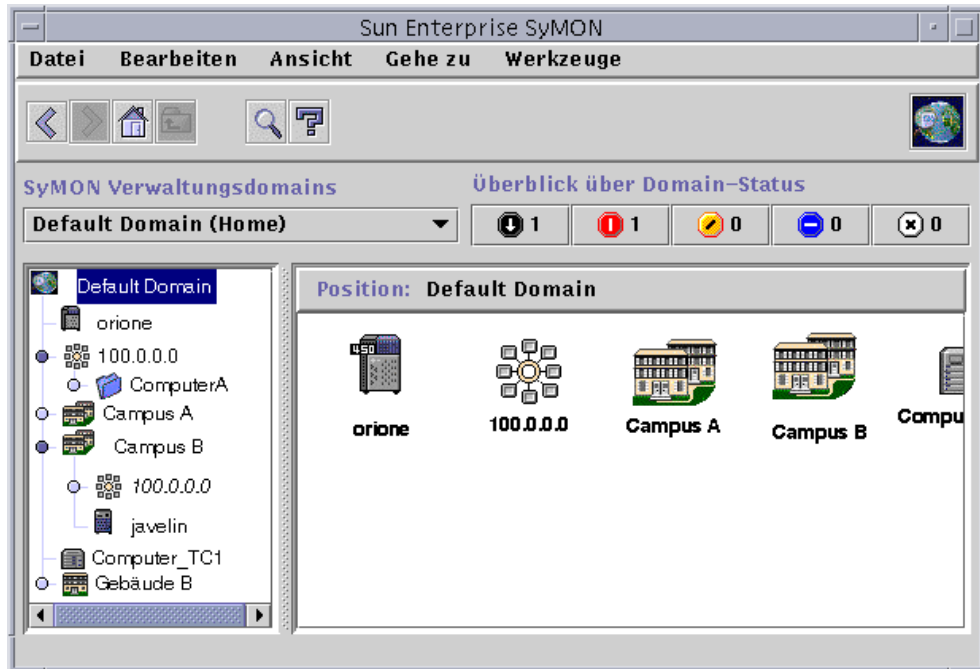 Sun Enterprise SyMON
Datei Bearbeiten Ansicht Gehe zu Werkzeuge
SyMON Verwaltungsdomains
Überblick über Domain-Status
Default Domain (Home)
1 1 0 0 0
Default Domain
orione
100.0.0.0
ComputerA
Campus A
Campus B
100.0.0.0
javelin
Computer_TC1
Gebäude B
Position: Default Domain
450
orione
100.0.0.0
Campus A
Campus B
Compu